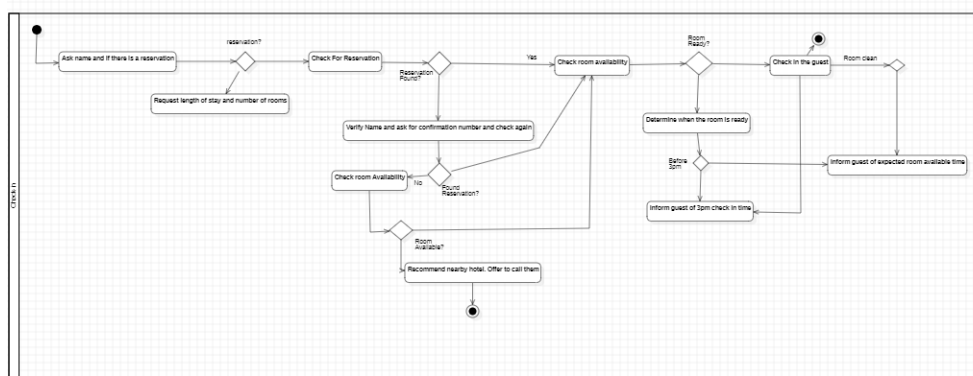 Check in
reservation?
Ask name and if there is a reservation
Request length of stay and number of rooms
Check For Reservation
Reservation
Found?
Yes
Verify Name and ask for confirmation number and check again
Check room Availability
No
Found
Reservation?
Room
Available?
Recommend nearby hotel. Offer to call them
Check room availability
Room
Ready?
Check in the guest
Room clean
Determine when the room is ready
Before
3pm
Inform guest of expected room available time
Inform guest of 3pm check in time